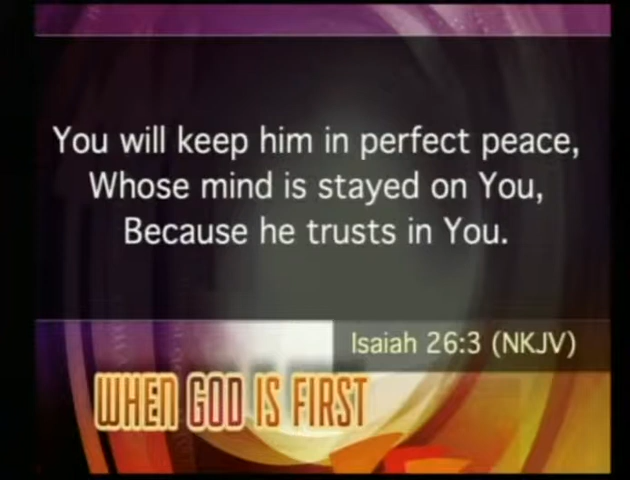 You will keep him in perfect peace,
Whose mind is stayed on You,
Because he trusts in You.
Isaiah 26:3 (NKJV)
WHEN GOD IS FIRST